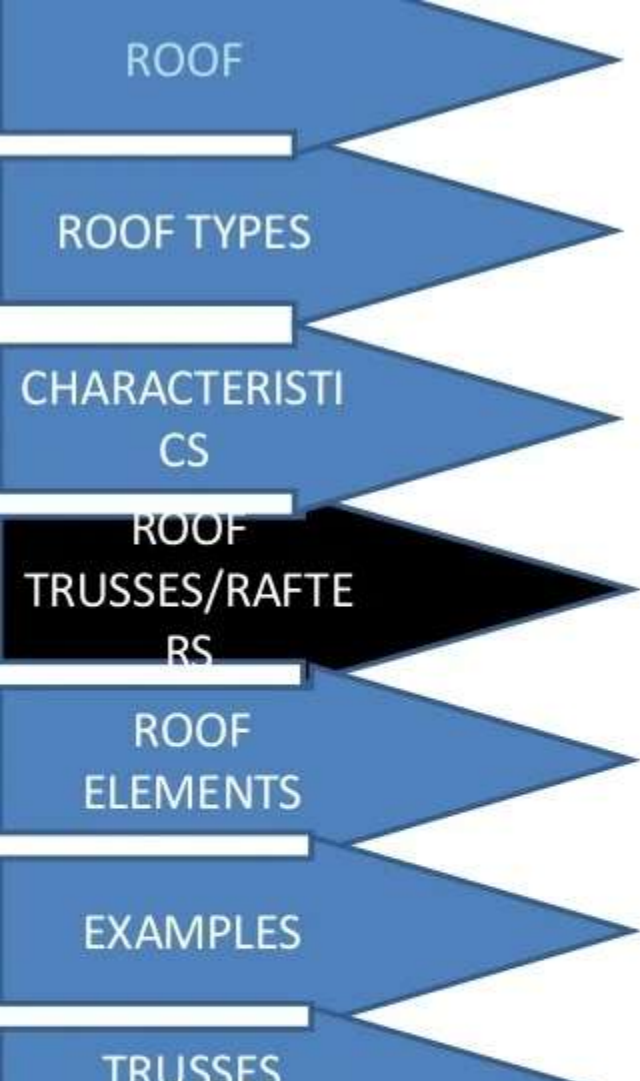 ROOF
ROOF TYPES
CHARACTERISTI
CS
ROOF
TRUSSES/RAFTE
RS
ROOF
ELEMENTS
EXAMPLES
TRUSSES